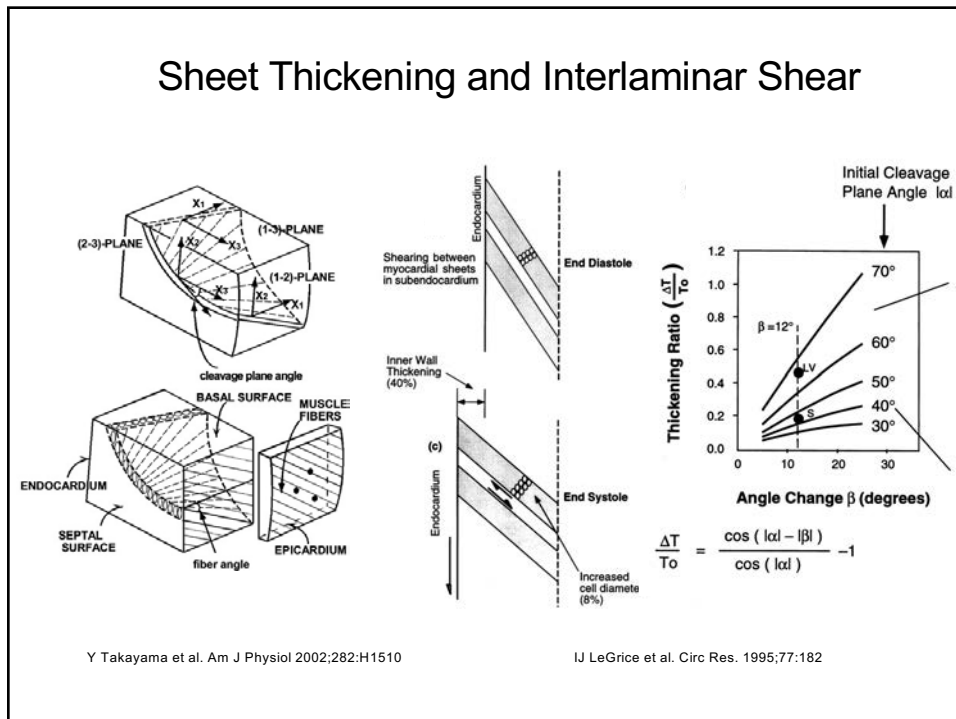 Sheet Thickening and Interlaminar Shear
X1
(2-3)-PLANE
X2
X3
(1-3)-PLANE
(1-2)-PLANE
X3
X2
X1
cleavage plane angle
BASAL SURFACE
MUSCLE
FIBERS
ENDOCARDIUM
SEPTAL
SURFACE
fiber angle
EPICARDIUM
Endocardium
Shearing between
myocardial sheets
in subendocardium
End Diastole
Inner Wall
Thickening
(40%)
(c)
Endocardium
End Systole
Increased
cell diamete
(8%)
Initial Cleavage
Plane Angle |α|
Thickening Ratio (ΔT/To)
1.2
1.0
0.8
0.6
0.4
0.2
0.0
β=12°
LV
S
70°
60°
50°
40°
30°
0 10 20 30
Angle Change β (degrees)
ΔT/To = cos ( |α| – |β| ) / cos ( |α| ) –1
Y Takayama et al. Am J Physiol 2002;282:H1510
IJ LeGrice et al. Circ Res. 1995;77:182